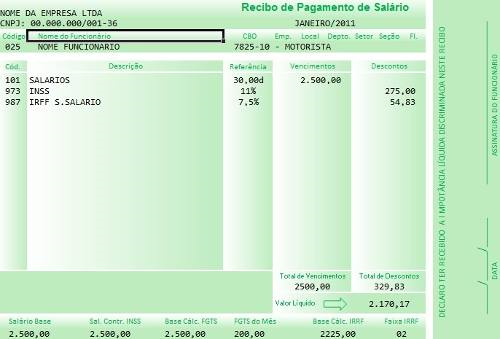 Recibo de Pagamento de Salário
NOME DA EMPRESA LTDA
CNPJ: 00.000.000/001-36 JANEIRO/2011
Código Nome do Funcionário CBO Emp. Local Depto. Setor Seção Fl.
025 NOME FUNCIONARIO 7825-10 - MOTORISTA
Cód. Descrição Referência Vencimentos Descontos
101 SALARIOS 30,00d 2.500,00
973 INSS 11% 275,00
987 IRFF S.SALARIO 7,5% 54,83
Total de Vencimentos Total de Descontos
2500,00 329,83
Valor Líquido 2.170,17
Salário Base Sal. Contr. INSS Base Cálc. FGTS FGTS do Mês Base Cálc. IRRF Faixa IRRF
2.500,00 2.500,00 2.500,00 200,00 2225,00 02
DECLARO TER RECEBIDO A IMPOTÂNCIA LÍQUIDA DISCRIMINADA NESTE RECIBO
ASSINATURA DO FUNCIONÁRIO
DATA